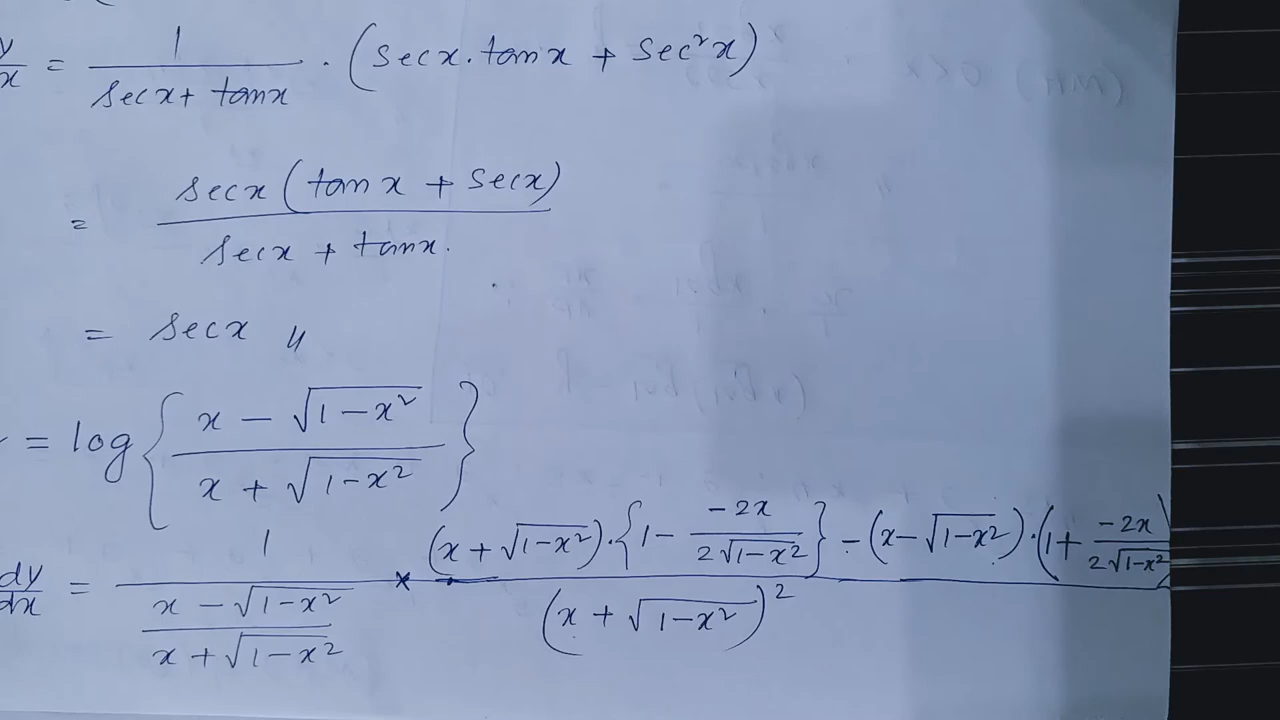 y/x = 1/(secx + tanx) · (secx.tanx + sec²x)
= secx(tanx + secx)/(secx + tanx.)
= secx "
= log{(x - √(1-x²))/(x + √(1-x²))}
dy/dx = 1/((x - √(1-x²))/(x + √(1-x²))) × ((x + √(1-x²)).{1 - (-2x)/(2√(1-x²))} - (x - √(1-x²)).(1 + (-2x)/(2√(1-x²))))/(x + √(1-x²))²